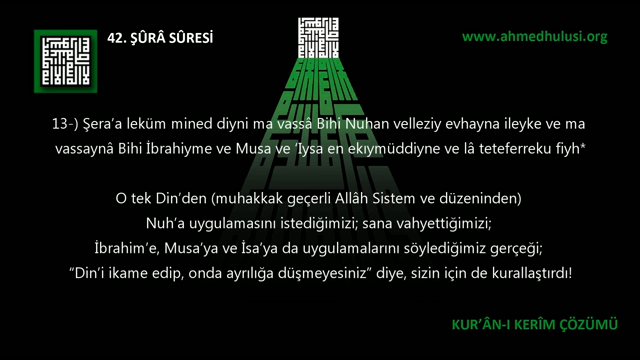 42. ŞÛRÂ SÛRESİ
www.ahmedhulusi.org
13-) Şera’a leküm mined diyni ma vassâ Bihi Nuhan velleziy evhayna ileyke ve ma
vassaynâ Bihi İbrahiyme ve Musa ve ‘Iysa en ekıymüddiyne ve lâ teteferreku fiyh*
O tek Din’den (muhakkak geçerli Allâh Sistem ve düzeninden)
Nuh’a uygulamasını istediğimizi; sana vahyettiğimizi;
İbrahim’e, Musa’ya ve İsa’ya da uygulamalarını söylediğimiz gerçeği;
“Din’i ikame edip, onda ayrılığa düşmeyesiniz” diye, sizin için de kurallaştırdı!
KUR’ÂN-I KERÎM ÇÖZÜMÜ